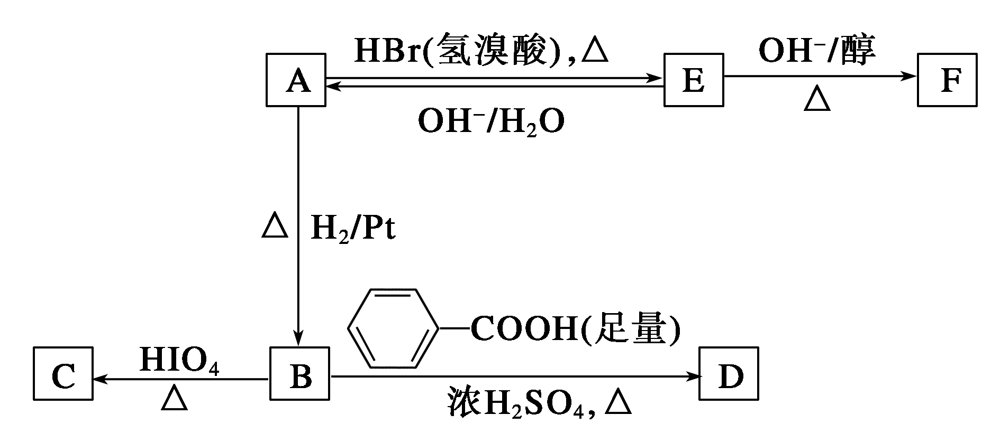 HBr(氢溴酸),△
OH⁻/醇
A
E
F
△
OH⁻/H₂O
△
H₂/Pt
COOH(足量)
HIO₄
C
B
D
△
浓H₂SO₄,△